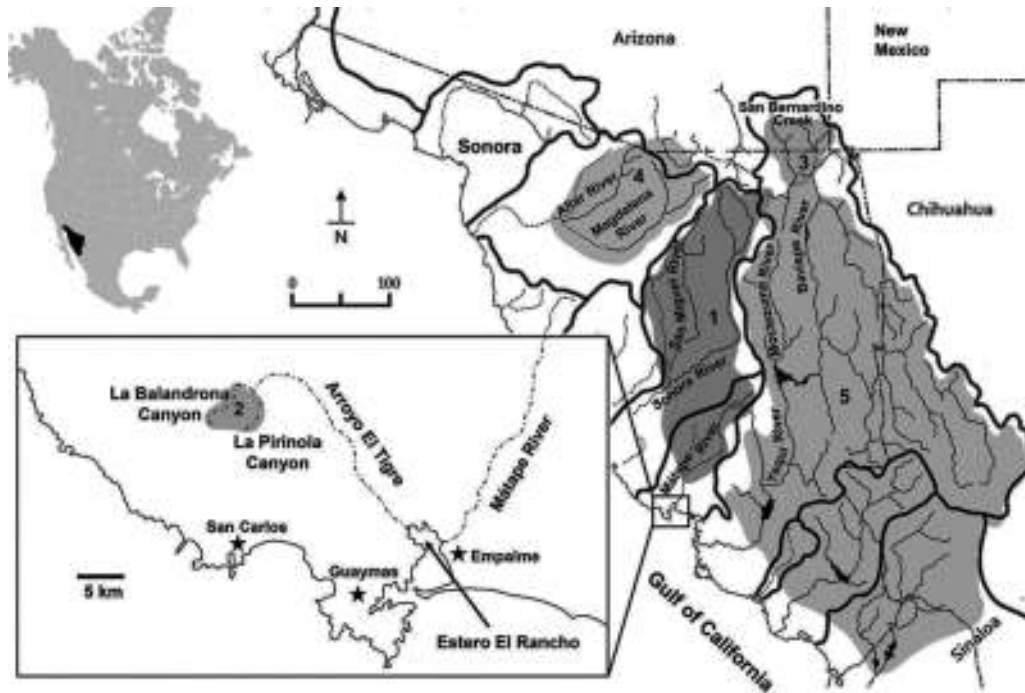 Arizona
New
Mexico
San Bernardino
Creek
3
Sonora
4
Altar River
Magdalena
River
Chihuahua
N
0
100
Bavispe River
Moctezuma River
San Miguel River
1
Sonora River
5
Yaqui River
Mátape River
La Balandrona
Canyon
2
La Pirinola
Canyon
Arroyo El Tigre
Mátape River
San Carlos
Empalme
Guaymas
5 km
Estero El Rancho
Gulf of California
Sinaloa